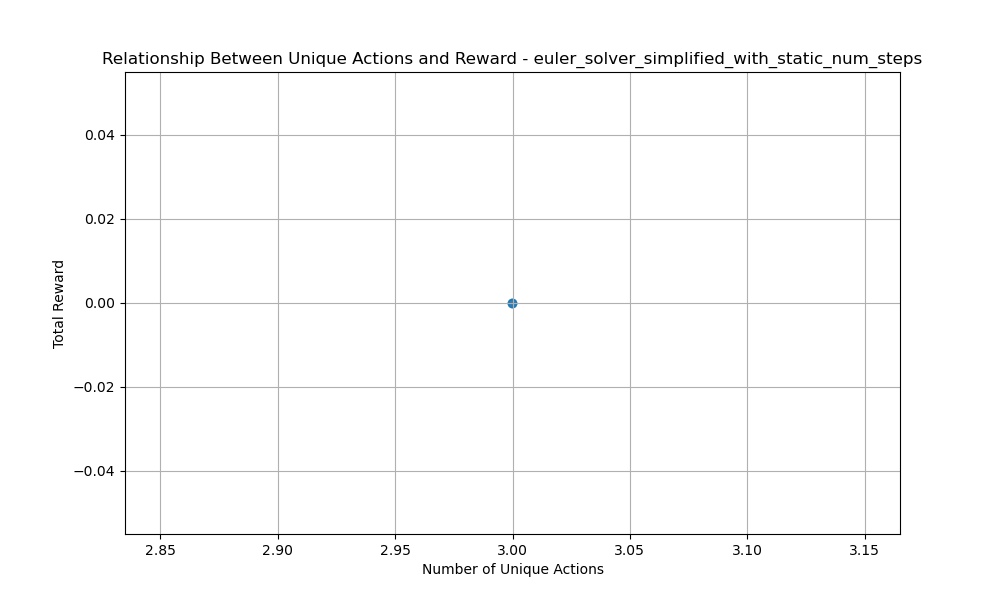 Relationship Between Unique Actions and Reward - euler_solver_simplified_with_static_num_steps
0.04
0.02
0.00
−0.02
−0.04
Total Reward
2.85 2.90 2.95 3.00 3.05 3.10 3.15
Number of Unique Actions